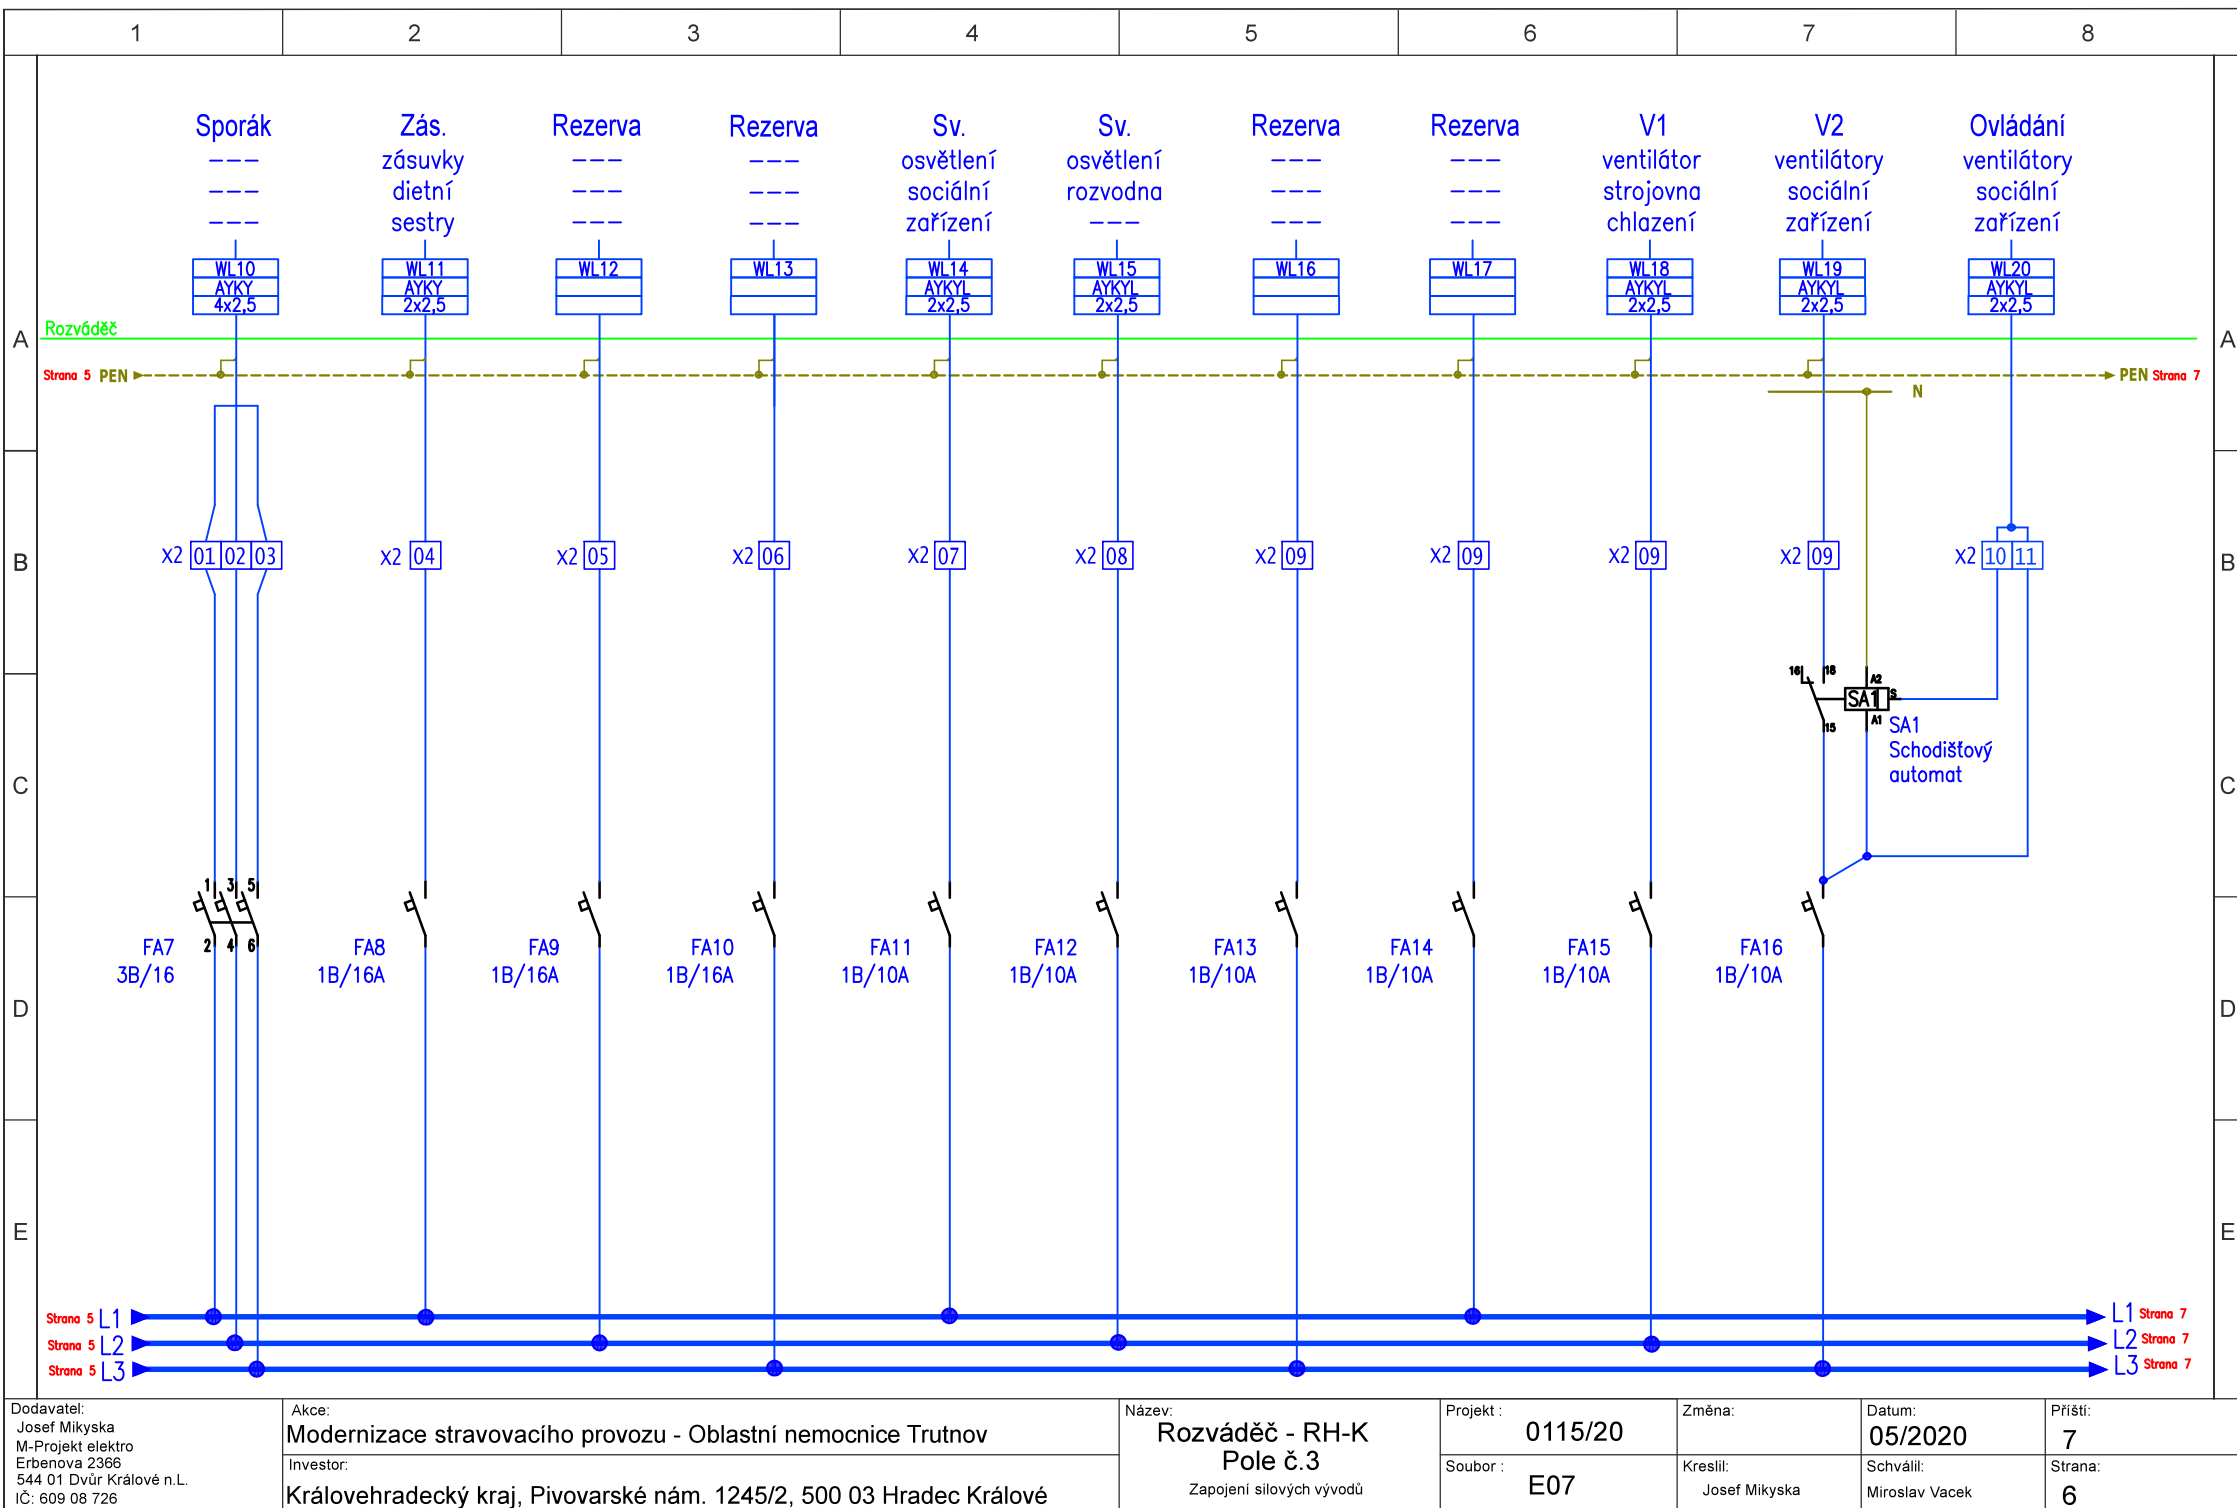 1 2 3 4 5 6 7 8
Sporák Zás. Rezerva Rezerva Sv. Sv. Rezerva Rezerva V1 V2 Ovládání
--- zásuvky --- --- osvětlení osvětlení --- --- ventilátor ventilátory ventilátory
--- dietní --- --- sociální rozvodna --- --- strojovna sociální sociální
--- sestry --- --- zařízení --- --- --- chlazení zařízení zařízení
WL10 WL11 WL12 WL13 WL14 WL15 WL16 WL17 WL18 WL19 WL20
AYKY AYKY AYKYL AYKYL AYKYL AYKYL AYKYL
4x2,5 2x2,5 2x2,5 2x2,5 2x2,5 2x2,5 2x2,5
Rozváděč
A A
Strana 5 PEN PEN Strana 7
N
B B
X2 01 02 03 X2 04 X2 05 X2 06 X2 07 X2 08 X2 09 X2 09 X2 09 X2 09 X2 10 11
16 18 A2
SA1 S
15 A1
SA1
Schodišťový
automat
C C
1 3 5
2 4 6
FA7 FA8 FA9 FA10 FA11 FA12 FA13 FA14 FA15 FA16
3B/16 1B/16A 1B/16A 1B/16A 1B/10A 1B/10A 1B/10A 1B/10A 1B/10A 1B/10A
D D
E E
Strana 5 L1 L1 Strana 7
Strana 5 L2 L2 Strana 7
Strana 5 L3 L3 Strana 7
Dodavatel:
Josef Mikyska
M-Projekt elektro
Erbenova 2366
544 01 Dvůr Králové n.L.
IČ: 609 08 726
Akce:
Modernizace stravovacího provozu - Oblastní nemocnice Trutnov
Investor:
Královehradecký kraj, Pivovarské nám. 1245/2, 500 03 Hradec Králové
Název:
Rozváděč - RH-K
Pole č.3
Zapojení silových vývodů
Projekt :
0115/20
Soubor :
E07
Změna:
Kreslil:
Josef Mikyska
Datum:
05/2020
Schválil:
Miroslav Vacek
Příští:
7
Strana:
6